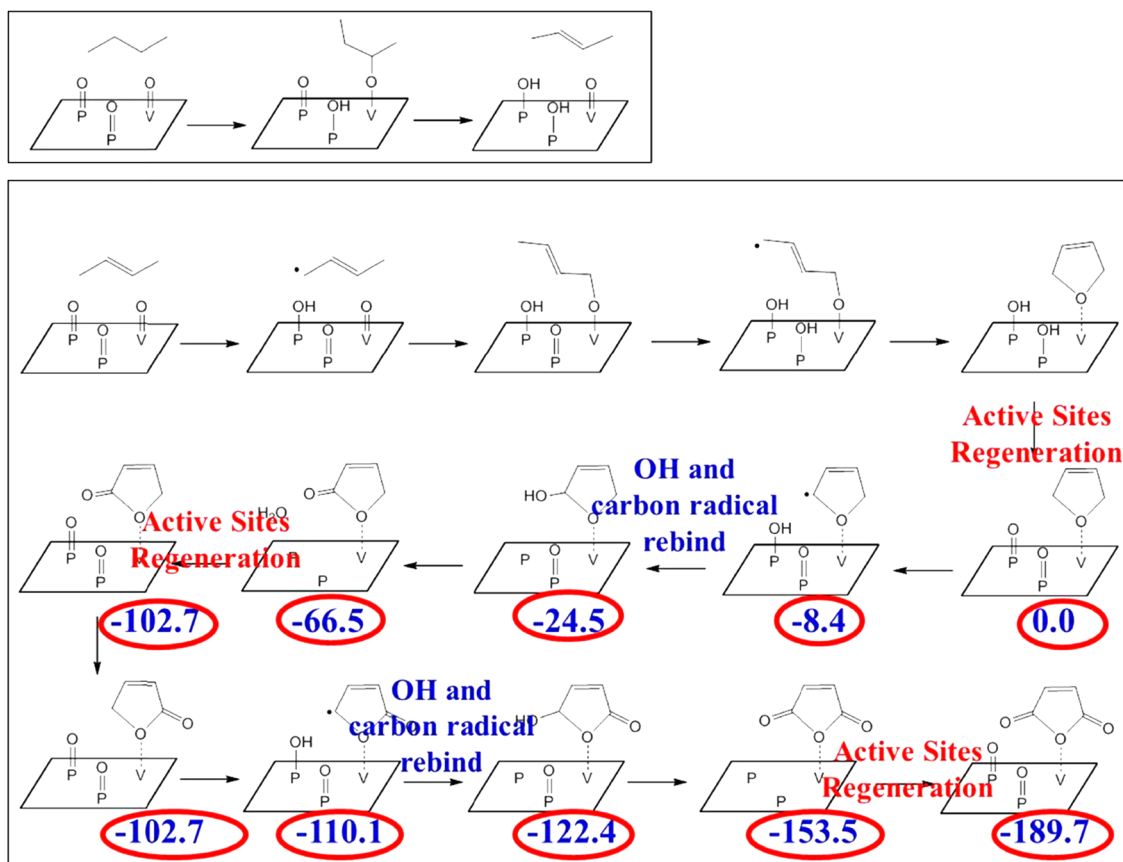 O O O P P V
O O OH P P V
OH O OH P P V
O O O P P V
OH O O P P V
OH O O P P V
OH O OH P P V
OH O OH P P V
Active Sites
Regeneration
O O O P P V
OH O O P P V
OH and
carbon radical
rebind
HO O O P P V
H2O O O P P V
Active Sites
Regeneration
O O O O P P V
-102.7
-66.5
-24.5
-8.4
0.0
O O O O P P V
OH O O O P P V
OH and
carbon radical
rebind
HO O O O P P V
O O O P P V
Active Sites
Regeneration
O O O O O P P V
-102.7
-110.1
-122.4
-153.5
-189.7